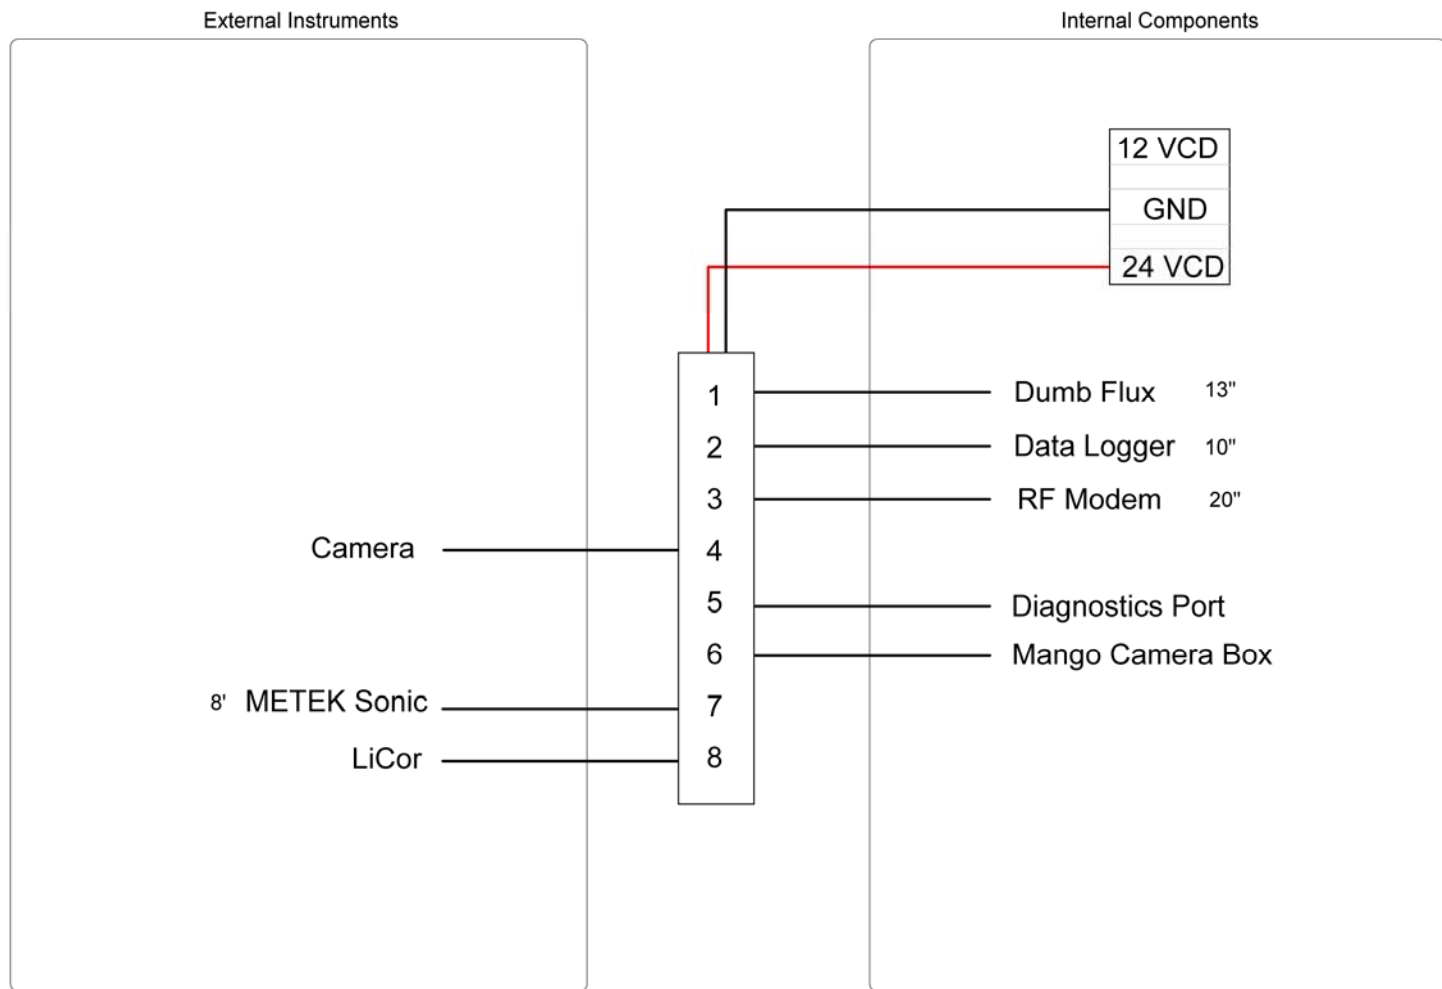 External Instruments
Internal Components
12 VCD
GND
24 VCD
1
Dumb Flux 13"
2
Data Logger 10"
3
RF Modem 20"
Camera
4
5
Diagnostics Port
6
Mango Camera Box
8' METEK Sonic
7
LiCor
8